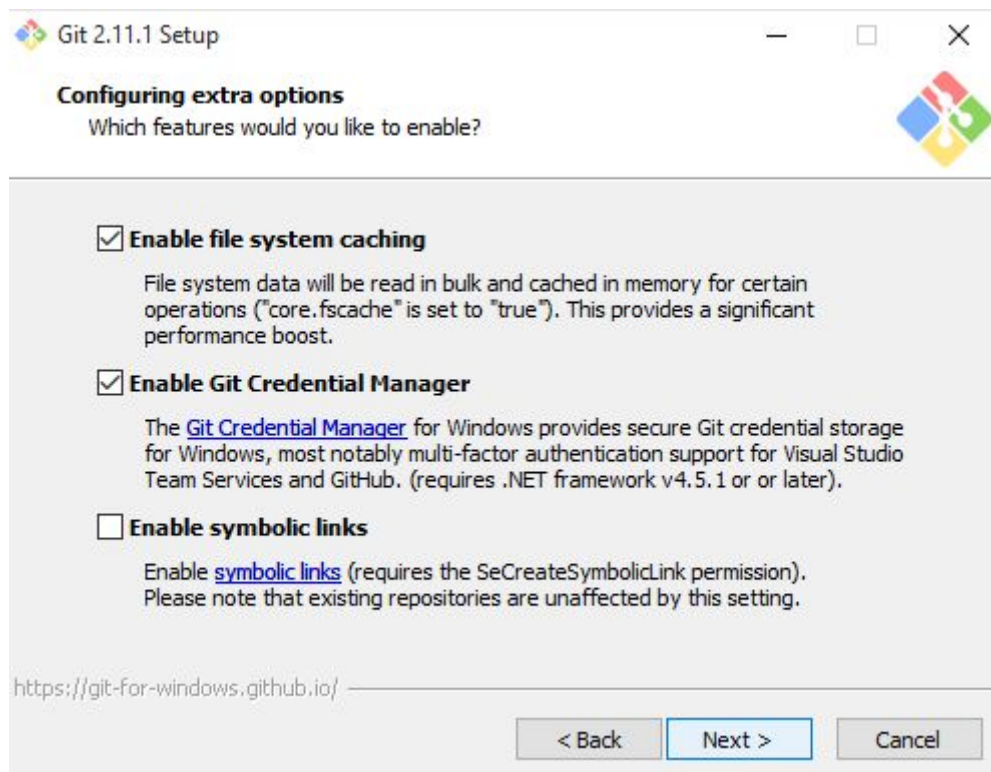 Git 2.11.1 Setup
Configuring extra options
Which features would you like to enable?
Enable file system caching
File system data will be read in bulk and cached in memory for certain
operations ("core.fscache" is set to "true"). This provides a significant
performance boost.
Enable Git Credential Manager
The Git Credential Manager for Windows provides secure Git credential storage
for Windows, most notably multi-factor authentication support for Visual Studio
Team Services and GitHub. (requires .NET framework v4.5.1 or or later).
Enable symbolic links
Enable symbolic links (requires the SeCreateSymbolicLink permission).
Please note that existing repositories are unaffected by this setting.
https://git-for-windows.github.io/
< Back Next > Cancel